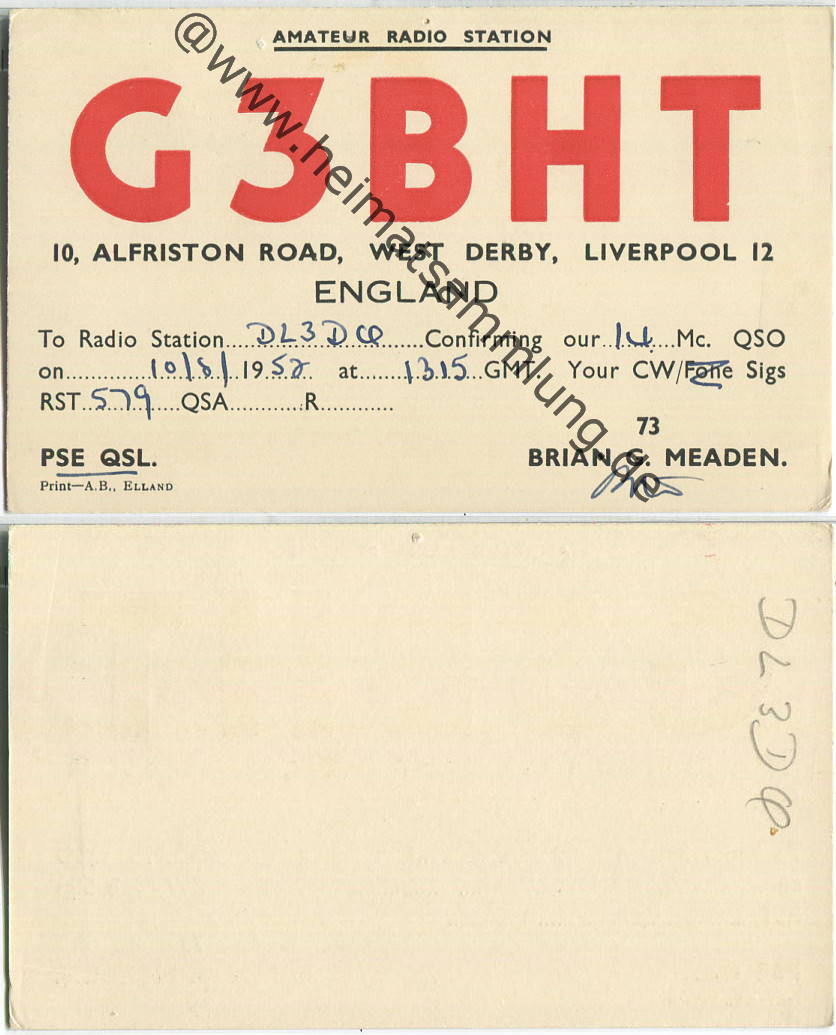 AMATEUR RADIO STATION
G3BHT
10, ALFRISTON ROAD, WEST DERBY, LIVERPOOL 12
ENGLAND
To Radio Station....DL3DQ....Confirming our..14...Mc. QSO
on............10/8/1952 at.......1315..GMT. Your CW/Fone Sigs
RST..579....QSA...........R............
73
PSE QSL. BRIAN G. MEADEN.
Print—A.B., ELLAND
@www.heimatsammlung.de
DL3DQ